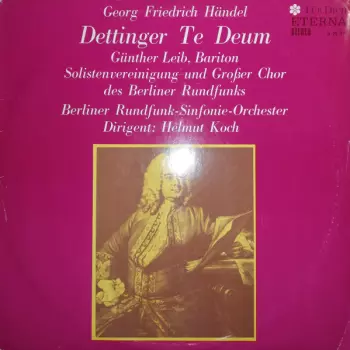 Georg Friedrich Händel
Dettinger Te Deum
Günther Leib, Bariton
Solistenvereinigung und Großer Chor
des Berliner Rundfunks
Berliner Rundfunk-Sinfonie-Orchester
Dirigent: Helmut Koch
ETERNA
STEREO